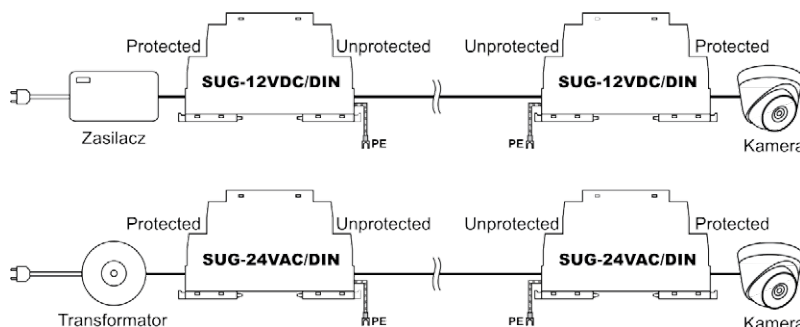 Protected Unprotected Unprotected Protected
SUG-12VDC/DIN SUG-12VDC/DIN
Zasilacz PE PE Kamera
Protected Unprotected Unprotected Protected
SUG-24VAC/DIN SUG-24VAC/DIN
Transformator PE PE Kamera